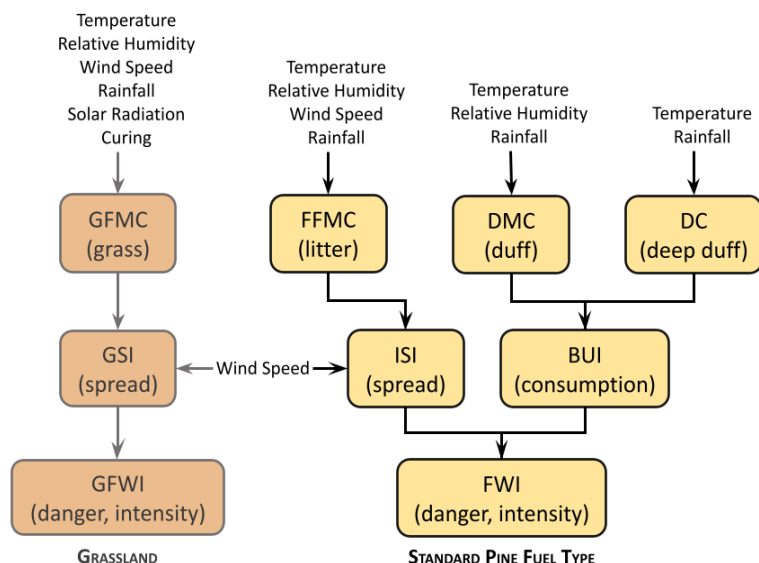 Temperature
Relative Humidity
Wind Speed
Rainfall
Solar Radiation
Curing
Temperature
Relative Humidity
Wind Speed
Rainfall
Temperature
Relative Humidity
Rainfall
Temperature
Rainfall
GFMC
(grass)
FFMC
(litter)
DMC
(duff)
DC
(deep duff)
GSI
(spread)
Wind Speed
ISI
(spread)
BUI
(consumption)
GFWI
(danger, intensity)
FWI
(danger, intensity)
GRASSLAND
STANDARD PINE FUEL TYPE